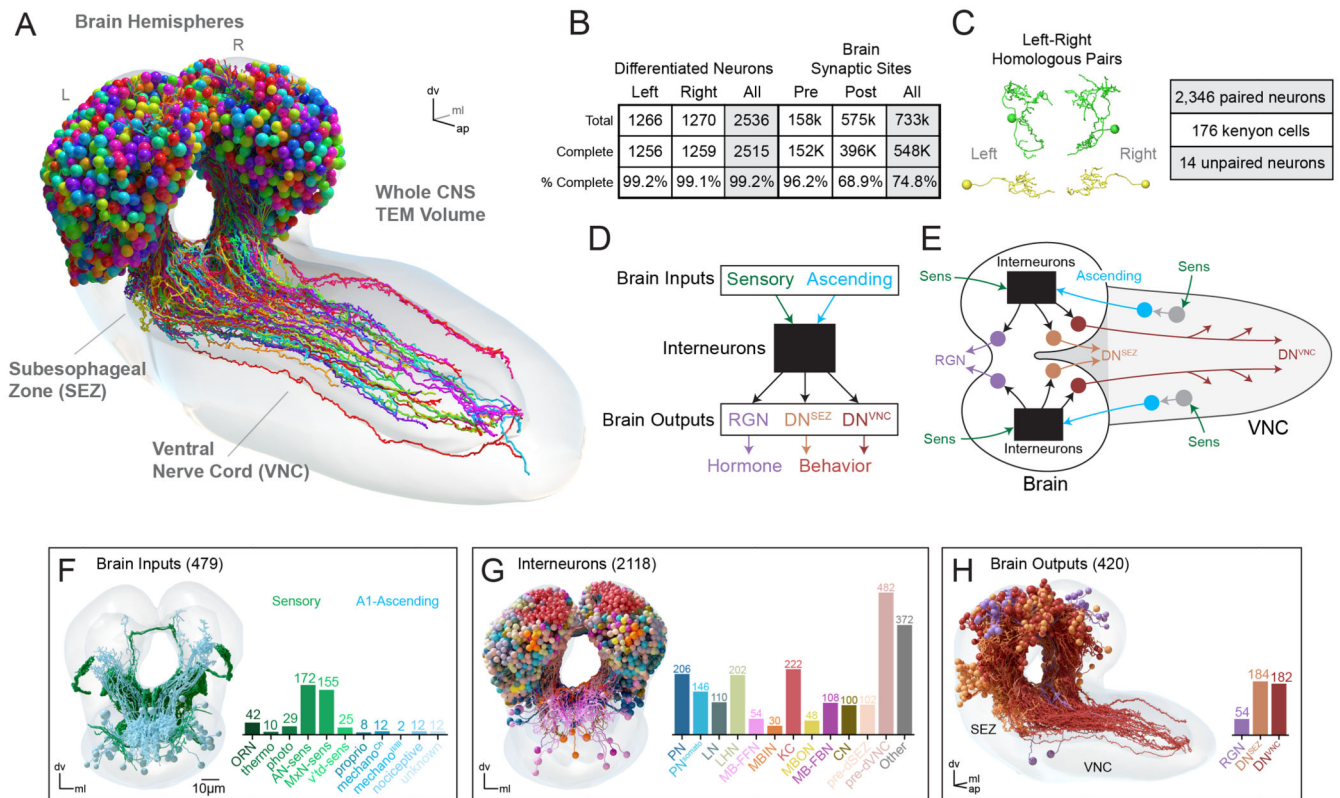 A
Brain Hemispheres
R
L
dv
ml
ap
Whole CNS
TEM Volume
Subesophageal
Zone (SEZ)
Ventral
Nerve Cord (VNC)
B
Brain
Differentiated Neurons Synaptic Sites
Left Right All Pre Post All
Total 1266 1270 2536 158k 575k 733k
Complete 1256 1259 2515 152K 396K 548K
% Complete 99.2% 99.1% 99.2% 96.2% 68.9% 74.8%
C
Left-Right
Homologous Pairs
Left Right
2,346 paired neurons
176 kenyon cells
14 unpaired neurons
D
Brain Inputs Sensory Ascending
Interneurons
Brain Outputs RGN DN^SEZ DN^VNC
Hormone Behavior
E
Interneurons
Sens
Ascending
Sens
RGN
DN^SEZ
DN^VNC
Sens
Sens
Interneurons
VNC
Brain
F Brain Inputs (479)
Sensory A1-Ascending
42 10 29 172 155 25 8 12 2 12 12
ORN
thermo
photo
AN-sens
MxN-sens
Vtd-sens
proprio
mechano^Ch
mechano^II/III
nociceptive
unknown
dv
ml
10µm
G Interneurons (2118)
206 146 110 202 54 30 222 48 108 100 102 482 372
PN
PN^somato
LN
LHN
MB-FFN
MBIN
KC
MBON
MB-FBN
CN
pre-dSEZ
pre-dVNC
Other
dv
ml
H Brain Outputs (420)
SEZ
VNC
54 184 182
RGN
DN^SEZ
DN^VNC
dv
ml
ap